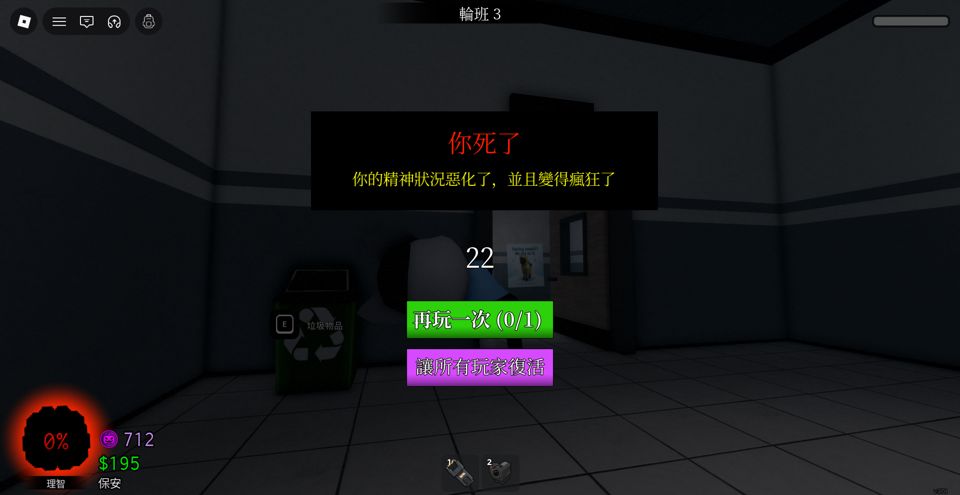 輪班 3
你死了
你的精神狀況惡化了，並且變得瘋狂了
22
E
垃圾物品
再玩一次 (0/1)
讓所有玩家復活
0%
712
$195
理智
保安
1
2